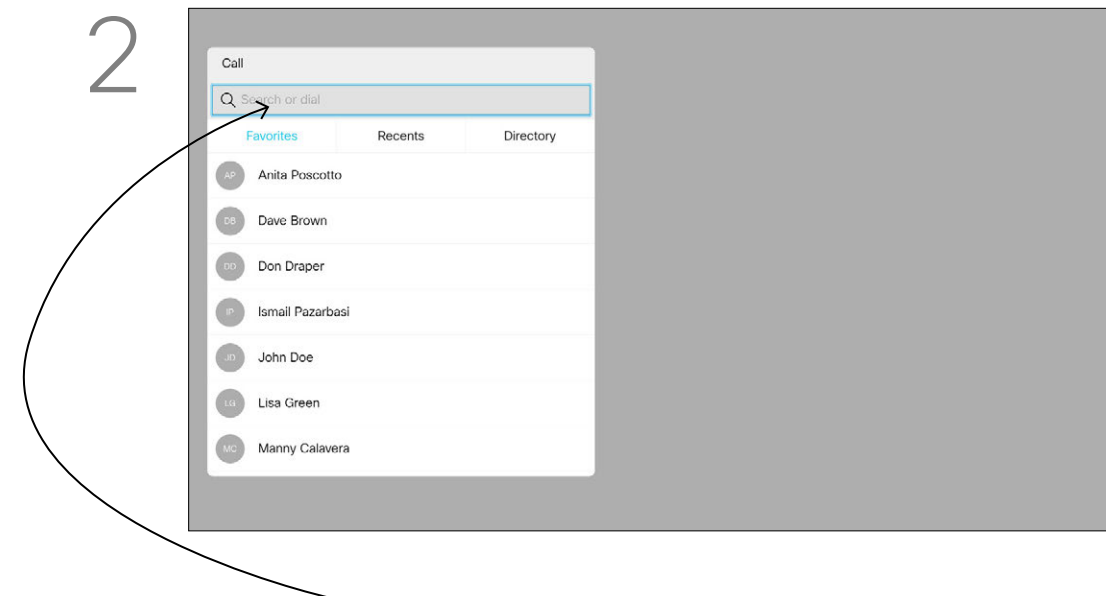 2
Call
Search or dial
Favorites Recents Directory
AP Anita Poscotto
DB Dave Brown
DD Don Draper
IP Ismail Pazarbasi
JD John Doe
LG Lisa Green
MC Manny Calavera